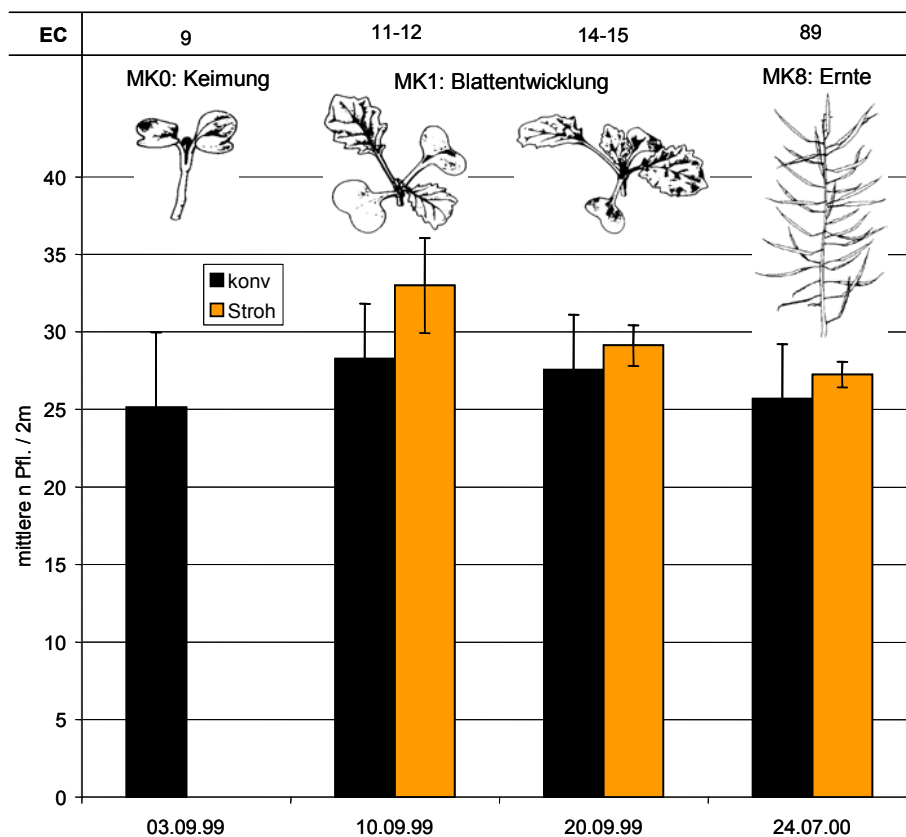 EC 9 11-12 14-15 89
MK0: Keimung MK1: Blattentwicklung MK8: Ernte
40
35
konv
Stroh
30
25
20
15
10
5
0
mittlere n Pfl. / 2m
03.09.99 10.09.99 20.09.99 24.07.00